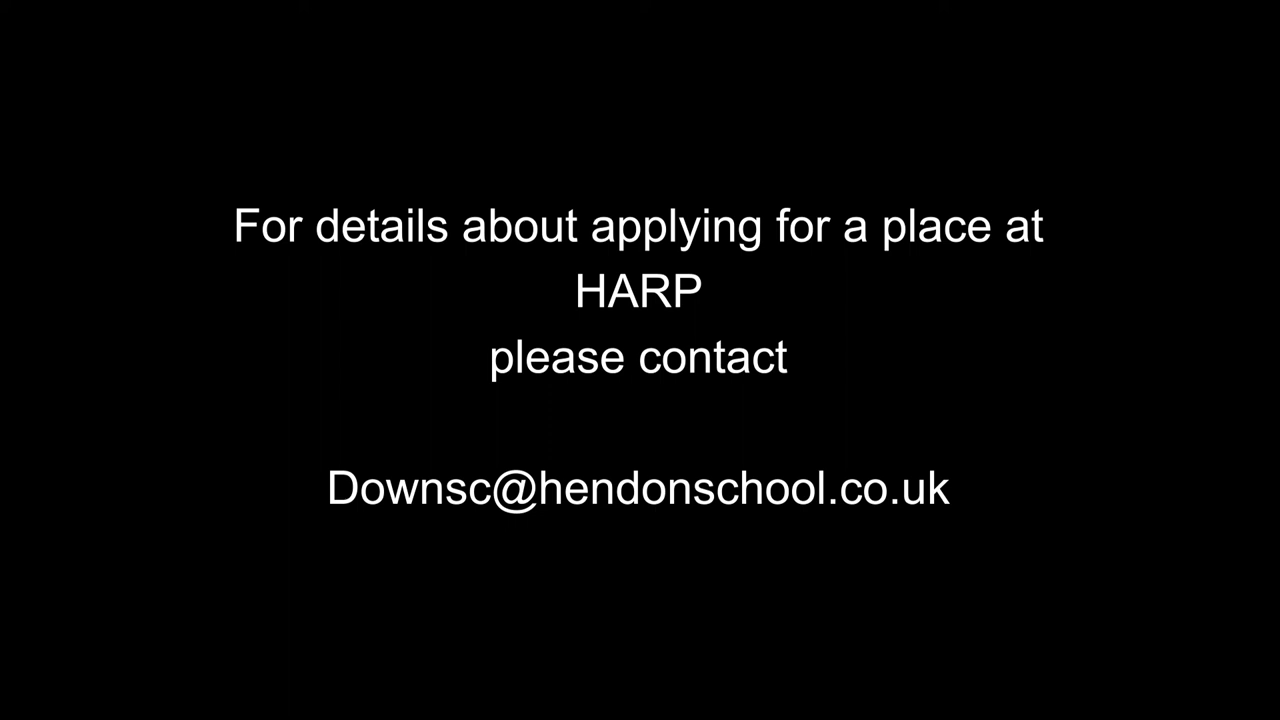 For details about applying for a place at
HARP
please contact
Downsc@hendonschool.co.uk